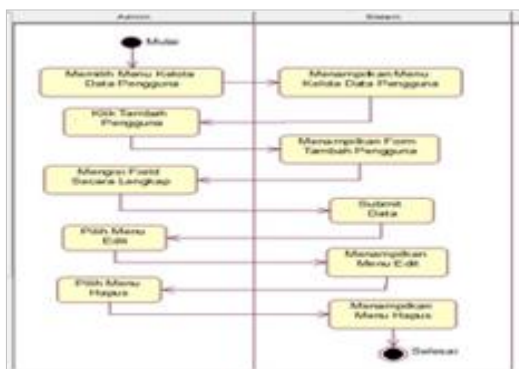 Admin
Sistem
Mulai
Memilih Menu Kelola
Data Pengguna
Menampilkan Menu
Kelola Data Pengguna
Klik Tambah
Pengguna
Menampilkan Form
Tambah Pengguna
Mengisi Field
Secara Lengkap
Submit
Data
Pilih Menu
Edit
Menampilkan
Menu Edit
Pilih Menu
Hapus
Menampilkan
Menu Hapus
Selesai